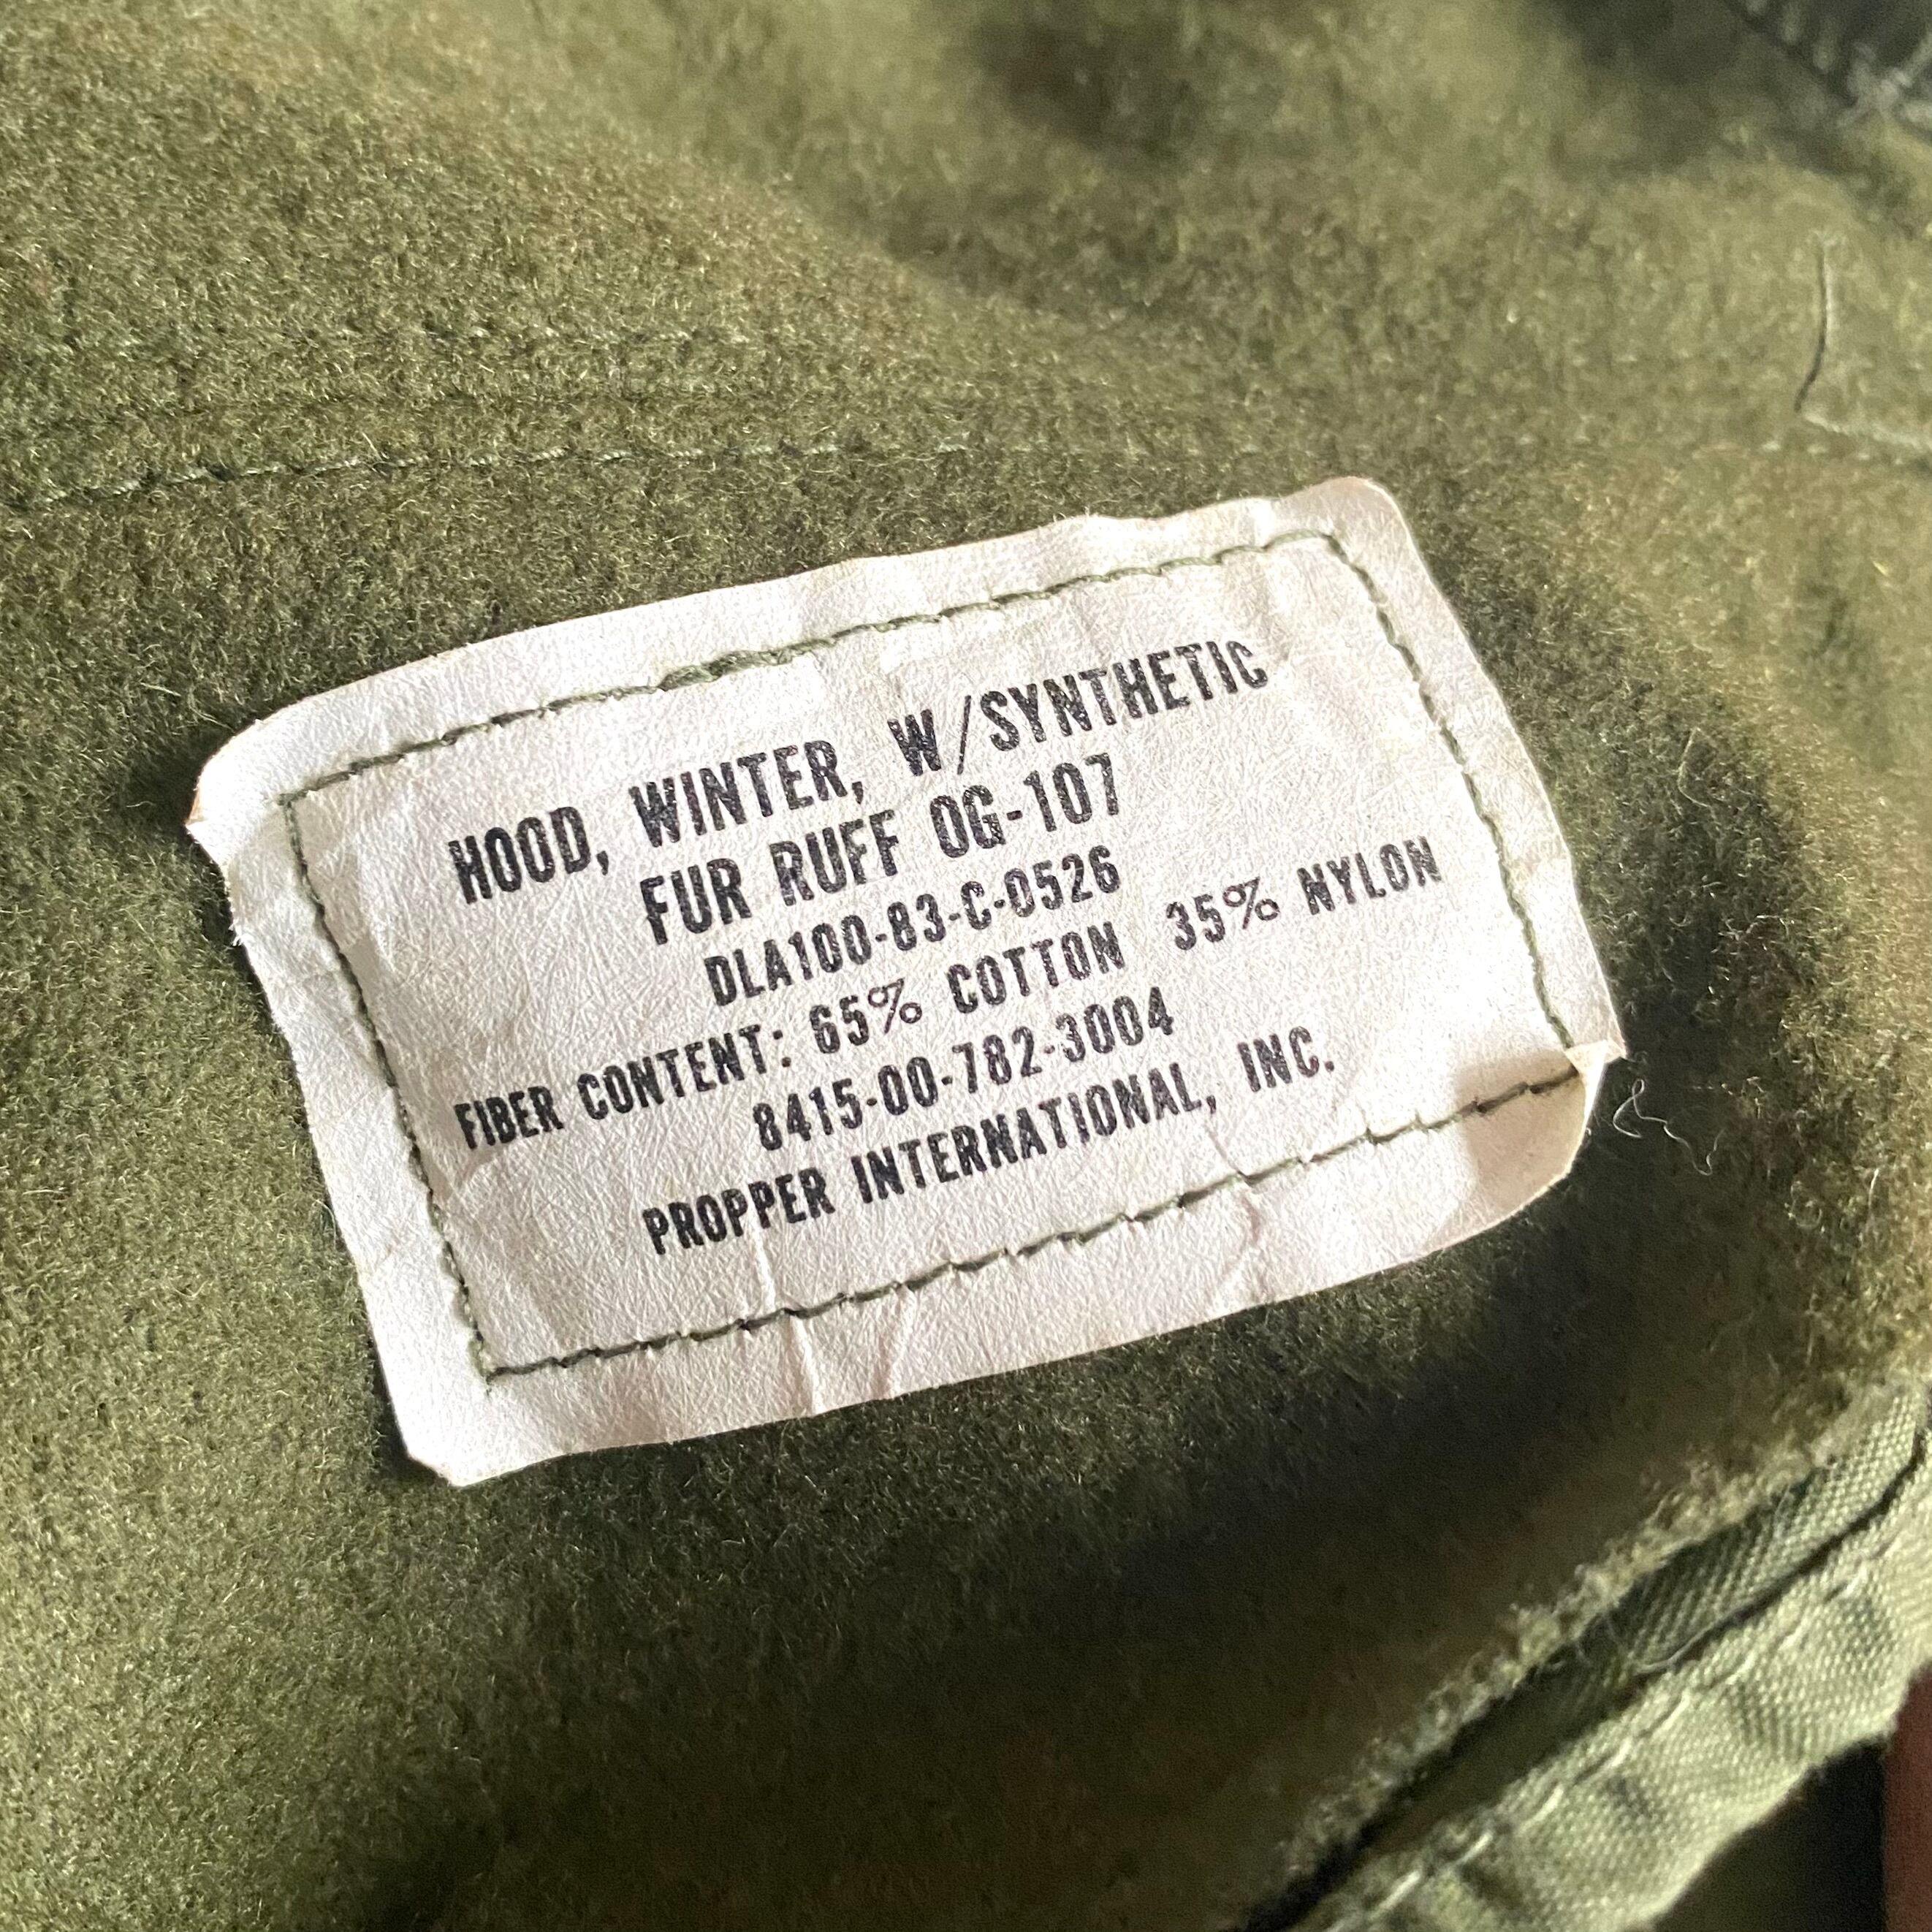 HOOD, WINTER, W/SYNTHETIC
FUR RUFF OG-107
DLA100-83-C-0526
FIBER CONTENT: 65% COTTON 35% NYLON
8415-00-782-3004
PROPPER INTERNATIONAL, INC.